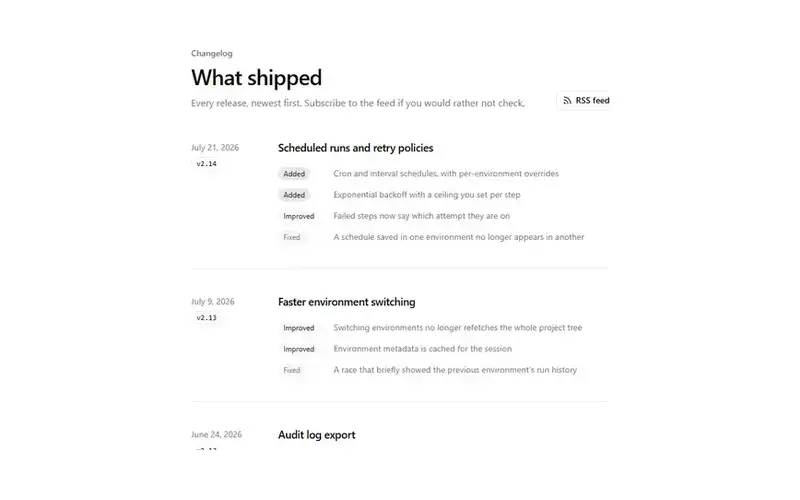 Changelog
What shipped
Every release, newest first. Subscribe to the feed if you would rather not check.
RSS feed
July 21, 2026
v2.14
Scheduled runs and retry policies
Added Cron and interval schedules, with per-environment overrides
Added Exponential backoff with a ceiling you set per step
Improved Failed steps now say which attempt they are on
Fixed A schedule saved in one environment no longer appears in another
July 9, 2026
v2.13
Faster environment switching
Improved Switching environments no longer refetches the whole project tree
Improved Environment metadata is cached for the session
Fixed A race that briefly showed the previous environment's run history
June 24, 2026
Audit log export